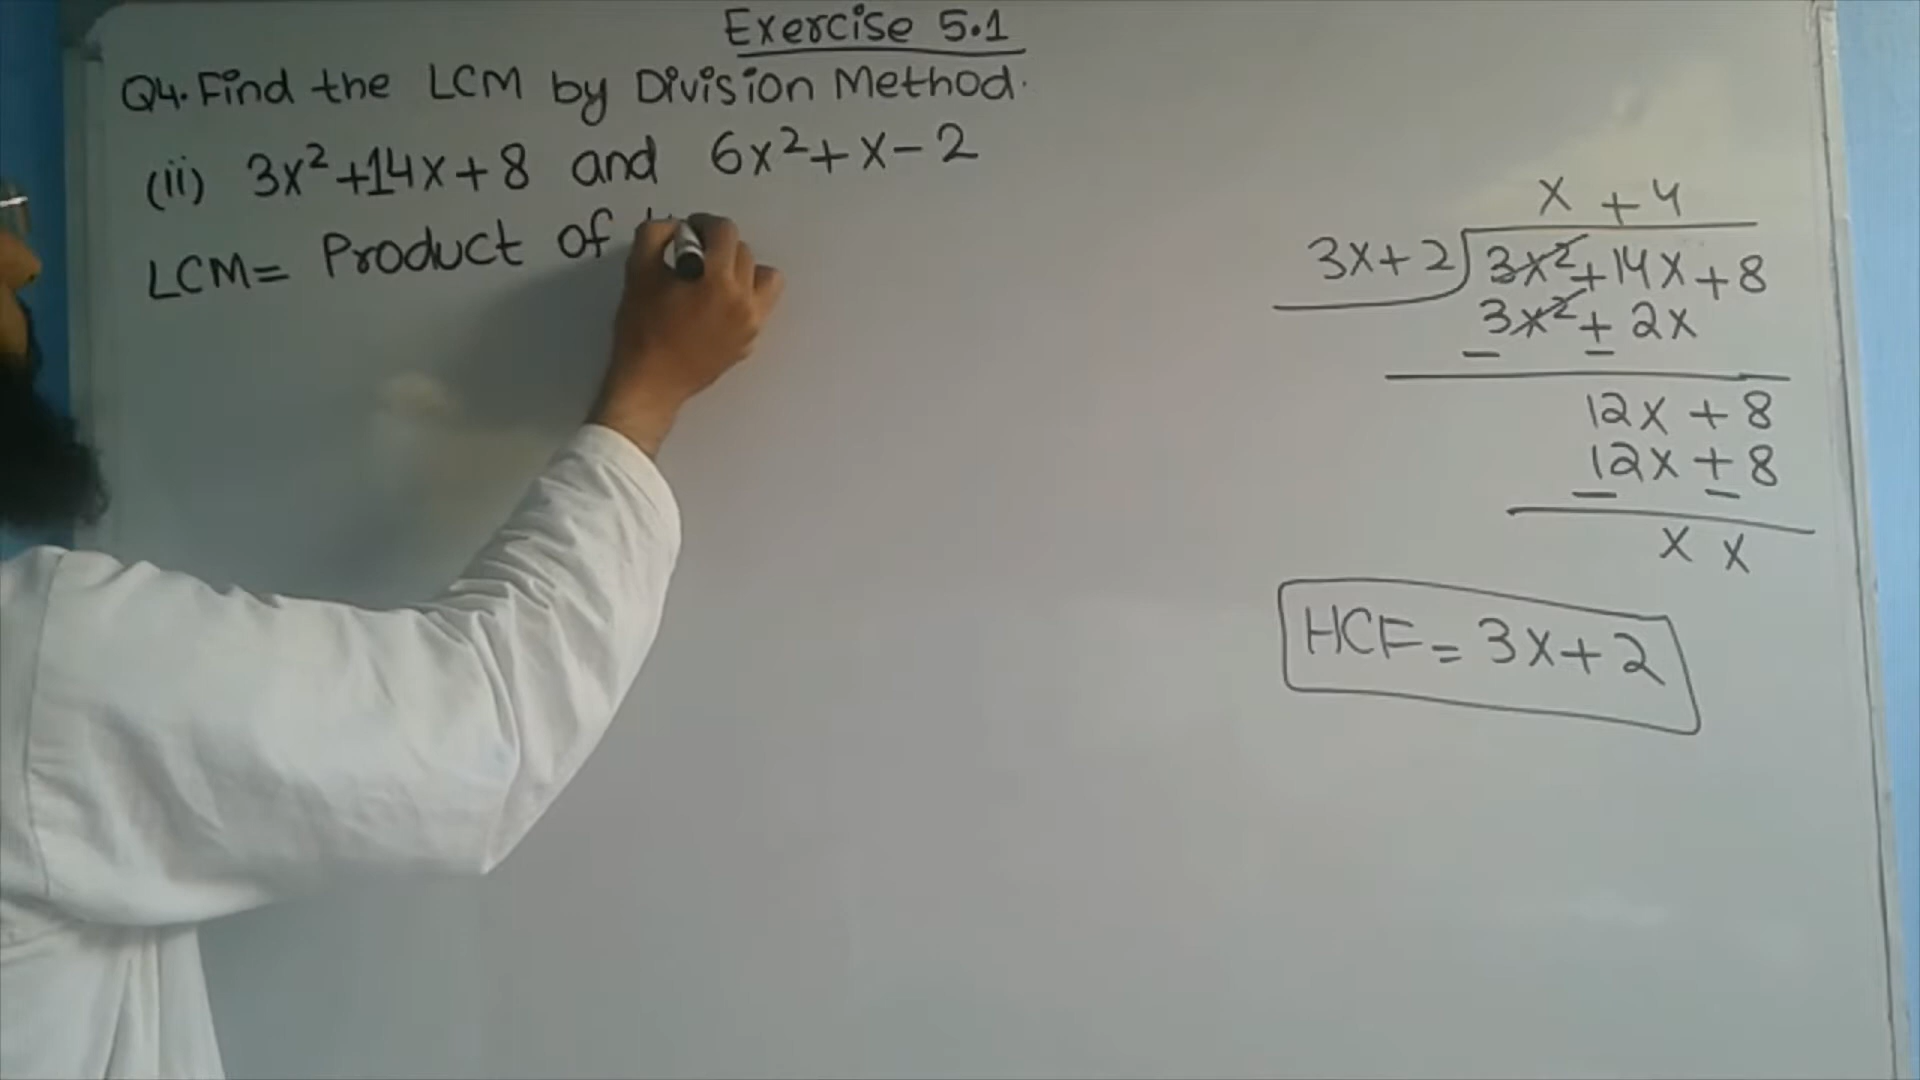 Exercise 5.1
Q4. Find the LCM by Division Method.
(ii) 3x²+14x+8 and 6x²+x-2
LCM= Product of
x + 4
3x+2 3x²+14x+8
3x²+ 2x
12x + 8
12x + 8
x x
HCF = 3x+2